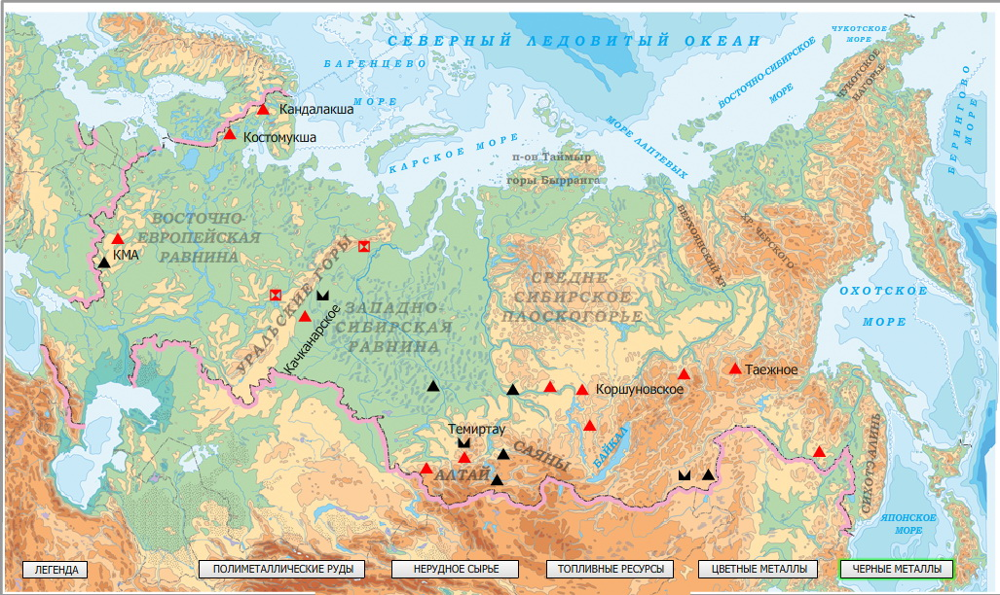 СЕВЕРНЫЙ ЛЕДОВИТЫЙ ОКЕАН
ЧУКОТСКОЕ
МОРЕ
БАРЕНЦЕВО
МОРЕ
ВОСТОЧНО-СИБИРСКОЕ
МОРЕ
ЧУКОТСКОЕ
НАГОРЬЕ
БЕРИНГОВО
МОРЕ
Кандалакша
Костомукша
КАРСКОЕ МОРЕ
МОРЕ ЛАПТЕВЫХ
п-ов Таймыр
горы Бырранга
ВОСТОЧНО-
ЕВРОПЕЙСКАЯ
РАВНИНА
КМА
УРАЛЬСКИЕ ГОРЫ
Качканарское
ЗАПАДНО-
СИБИРСКАЯ
РАВНИНА
СРЕДНЕ-
СИБИРСКОЕ
ПЛОСКОГОРЬЕ
ВЕРХОЯНСКИЙ ХР.
ХР. ЧЕРСКОГО
ОХОТСКОЕ
МОРЕ
Таежное
Коршуновское
Темиртау
САЯНЫ
АЛТАЙ
БАЙКАЛ
СИХОТЭ-АЛИНЬ
ЯПОНСКОЕ
МОРЕ
ЛЕГЕНДА
ПОЛИМЕТАЛЛИЧЕСКИЕ РУДЫ
НЕРУДНОЕ СЫРЬЕ
ТОПЛИВНЫЕ РЕСУРСЫ
ЦВЕТНЫЕ МЕТАЛЛЫ
ЧЕРНЫЕ МЕТАЛЛЫ